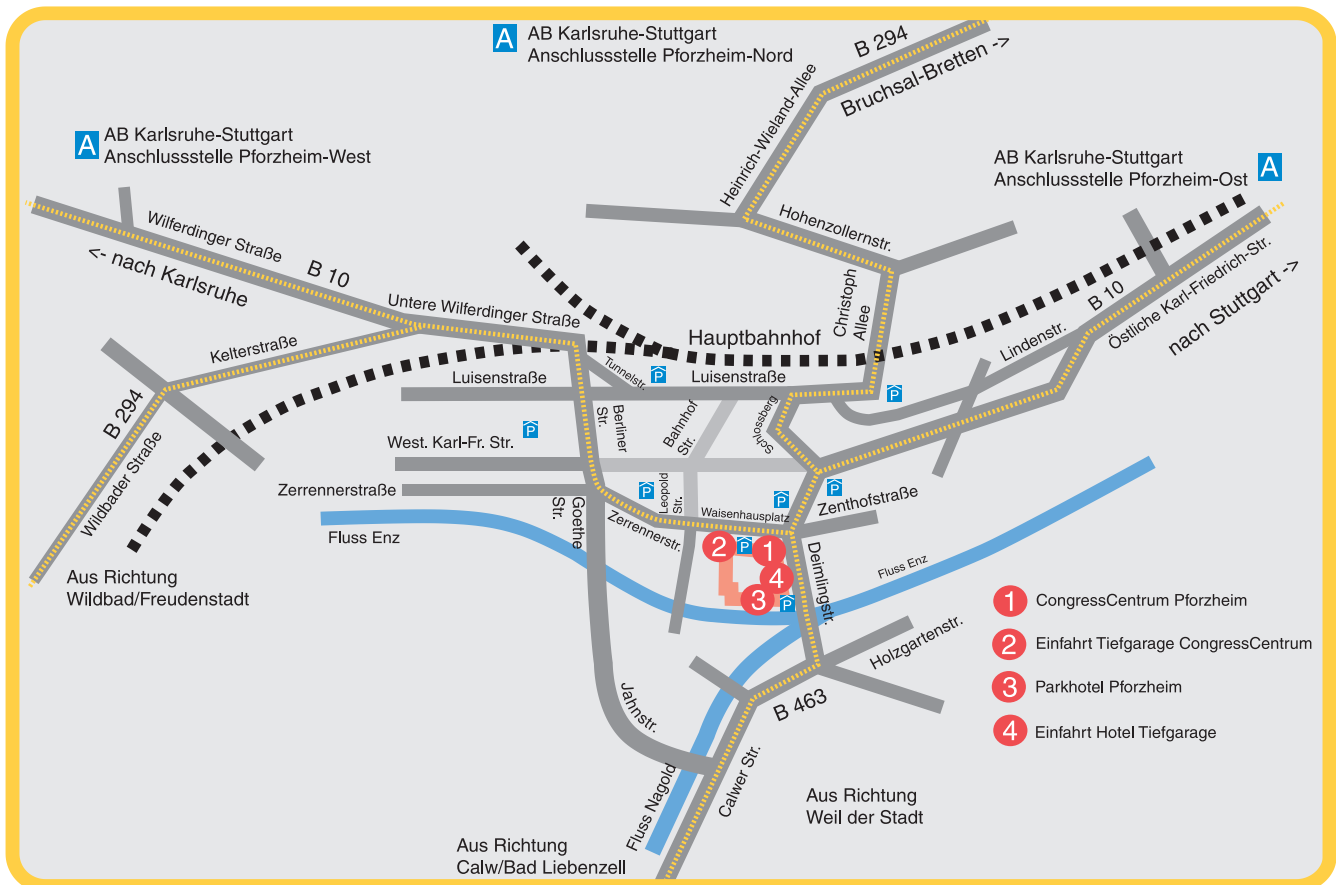 A
AB Karlsruhe-Stuttgart
Anschlussstelle Pforzheim-Nord
B 294
Bruchsal-Bretten ->
Heinrich-Wieland-Allee
A
AB Karlsruhe-Stuttgart
Anschlussstelle Pforzheim-West
AB Karlsruhe-Stuttgart
Anschlussstelle Pforzheim-Ost
A
Wilferdinger Straße
<- nach Karlsruhe
B 10
Hohenzollernstr.
Untere Wilferdinger Straße
Christoph
Allee
B 10
Östliche Karl-Friedrich-Str.
nach Stuttgart ->
Hauptbahnhof
Lindenstr.
Kelterstraße
Tunnelstr.
P
Luisenstraße
Luisenstraße
P
B 294
Wildbader Straße
Berliner
Str.
Bahnhof
Str.
Schlossberg
P
West. Karl-Fr. Str.
Zerrennerstraße
Goethe
Str.
P
Leopold
Str.
P
P
Zenthofstraße
Waisenhausplatz
Zerrennerstr.
Fluss Enz
2
P
1
4
3
P
Deimlingstr.
Fluss Enz
Aus Richtung
Wildbad/Freudenstadt
1 CongressCentrum Pforzheim
2 Einfahrt Tiefgarage CongressCentrum
3 Parkhotel Pforzheim
4 Einfahrt Hotel Tiefgarage
Holzgartenstr.
B 463
Jahnstr.
Calwer Str.
Fluss Nagold
Aus Richtung
Weil der Stadt
Aus Richtung
Calw/Bad Liebenzell